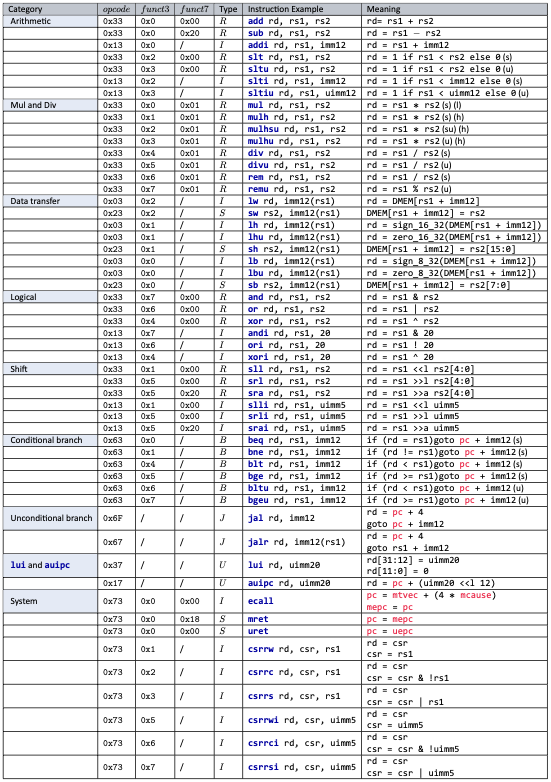 Category opcode funct3 funct7 Type Instruction Example Meaning
Arithmetic 0x33 0x0 0x00 R add rd, rs1, rs2 rd= rs1 + rs2
0x33 0x0 0x20 R sub rd, rs1, rs2 rd = rs1 − rs2
0x13 0x0 / I addi rd, rs1, imm12 rd = rs1 + imm12
0x33 0x2 0x00 R slt rd, rs1, rs2 rd = 1 if rs1 < rs2 else 0 (s)
0x33 0x3 0x00 R sltu rd, rs1, rs2 rd = 1 if rs1 < rs2 else 0 (u)
0x13 0x2 / I slti rd, rs1, imm12 rd = 1 if rs1 < imm12 else 0 (s)
0x13 0x3 / I sltiu rd, rs1, uimm12 rd = 1 if rs1 < uimm12 else 0 (u)
Mul and Div 0x33 0x0 0x01 R mul rd, rs1, rs2 rd = rs1 * rs2 (s) (l)
0x33 0x1 0x01 R mulh rd, rs1, rs2 rd = rs1 * rs2 (s) (h)
0x33 0x2 0x01 R mulhsu rd, rs1, rs2 rd = rs1 * rs2 (su) (h)
0x33 0x3 0x01 R mulhu rd, rs1, rs2 rd = rs1 * rs2 (u) (h)
0x33 0x4 0x01 R div rd, rs1, rs2 rd = rs1 / rs2 (s)
0x33 0x5 0x01 R divu rd, rs1, rs2 rd = rs1 / rs2 (u)
0x33 0x6 0x01 R rem rd, rs1, rs2 rd = rs1 / rs2 (s)
0x33 0x7 0x01 R remu rd, rs1, rs2 rd = rs1 % rs2 (u)
Data transfer 0x03 0x2 / I lw rd, imm12(rs1) rd = DMEM[rs1 + imm12]
0x23 0x2 / S sw rs2, imm12(rs1) DMEM[rs1 + imm12] = rs2
0x03 0x1 / I lh rd, imm12(rs1) rd = sign_16_32(DMEM[rs1 + imm12])
0x03 0x1 / I lhu rd, imm12(rs1) rd = zero_16_32(DMEM[rs1 + imm12])
0x23 0x1 / S sh rs2, imm12(rs1) DMEM[rs1 + imm12] = rs2[15:0]
0x03 0x0 / I lb rd, imm12(rs1) rd = sign_8_32(DMEM[rs1 + imm12])
0x03 0x0 / I lbu rd, imm12(rs1) rd = zero_8_32(DMEM[rs1 + imm12])
0x23 0x0 / S sb rs2, imm12(rs1) DMEM[rs1 + imm12] = rs2[7:0]
Logical 0x33 0x7 0x00 R and rd, rs1, rs2 rd = rs1 & rs2
0x33 0x6 0x00 R or rd, rs1, rs2 rd = rs1 | rs2
0x33 0x4 0x00 R xor rd, rs1, rs2 rd = rs1 ^ rs2
0x13 0x7 / I andi rd, rs1, 20 rd = rs1 & 20
0x13 0x6 / I ori rd, rs1, 20 rd = rs1 ! 20
0x13 0x4 / I xori rd, rs1, 20 rd = rs1 ^ 20
Shift 0x33 0x1 0x00 R sll rd, rs1, rs2 rd = rs1 <<l rs2[4:0]
0x33 0x5 0x00 R srl rd, rs1, rs2 rd = rs1 >>l rs2[4:0]
0x33 0x5 0x20 R sra rd, rs1, rs2 rd = rs1 >>a rs2[4:0]
0x13 0x1 0x00 I slli rd, rs1, uimm5 rd = rs1 <<l uimm5
0x13 0x5 0x00 I srli rd, rs1, uimm5 rd = rs1 >>l uimm5
0x13 0x5 0x20 I srai rd, rs1, uimm5 rd = rs1 >>a uimm5
Conditional branch 0x63 0x0 / B beq rd, rs1, imm12 if (rd = rs1)goto pc + imm12 (s)
0x63 0x1 / B bne rd, rs1, imm12 if (rd != rs1)goto pc + imm12 (s)
0x63 0x4 / B blt rd, rs1, imm12 if (rd < rs1)goto pc + imm12 (s)
0x63 0x5 / B bge rd, rs1, imm12 if (rd >= rs1)goto pc + imm12 (s)
0x63 0x6 / B bltu rd, rs1, imm12 if (rd < rs1)goto pc + imm12 (u)
0x63 0x7 / B bgeu rd, rs1, imm12 if (rd >= rs1)goto pc + imm12 (u)
Unconditional branch 0x6F / / J jal rd, imm12 rd = pc + 4
goto pc + imm12
0x67 / / J jalr rd, imm12(rs1) rd = pc + 4
goto rs1 + imm12
lui and auipc 0x37 / / U lui rd, uimm20 rd[31:12] = uimm20
rd[11:0] = 0
0x17 / / U auipc rd, uimm20 rd = pc + (uimm20 <<l 12)
System 0x73 0x0 0x00 I ecall pc = mtvec + (4 * mcause)
mepc = pc
0x73 0x0 0x18 S mret pc = mepc
0x73 0x0 0x00 S uret pc = uepc
0x73 0x1 / I csrrw rd, csr, rs1 rd = csr
csr = rs1
0x73 0x2 / I csrrc rd, csr, rs1 rd = csr
csr = csr & !rs1
0x73 0x3 / I csrrs rd, csr, rs1 rd = csr
csr = csr | rs1
0x73 0x5 / I csrrwi rd, csr, uimm5 rd = csr
csr = uimm5
0x73 0x6 / I csrrci rd, csr, uimm5 rd = csr
csr = csr & !uimm5
0x73 0x7 / I csrrsi rd, csr, uimm5 rd = csr
csr = csr | uimm5